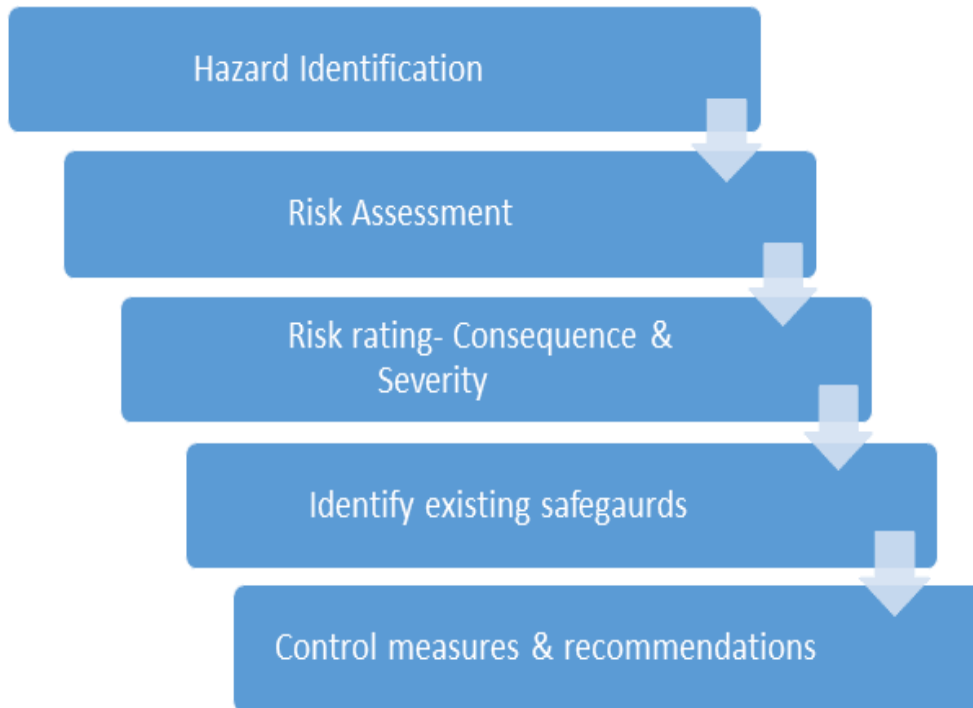 Hazard Identification
Risk Assessment
Risk rating- Consequence &
Severity
Identify existing safegaurds
Control measures & recommendations